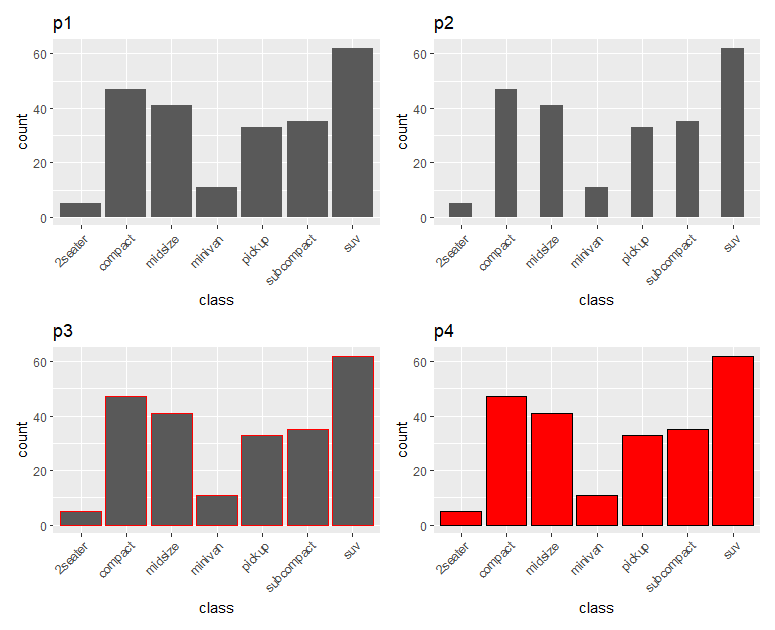 p1
60
40
20
0
count
2seater
compact
midsize
minivan
pickup
subcompact
suv
class
p2
60
40
20
0
count
2seater
compact
midsize
minivan
pickup
subcompact
suv
class
p3
60
40
20
0
count
2seater
compact
midsize
minivan
pickup
subcompact
suv
class
p4
60
40
20
0
count
2seater
compact
midsize
minivan
pickup
subcompact
suv
class